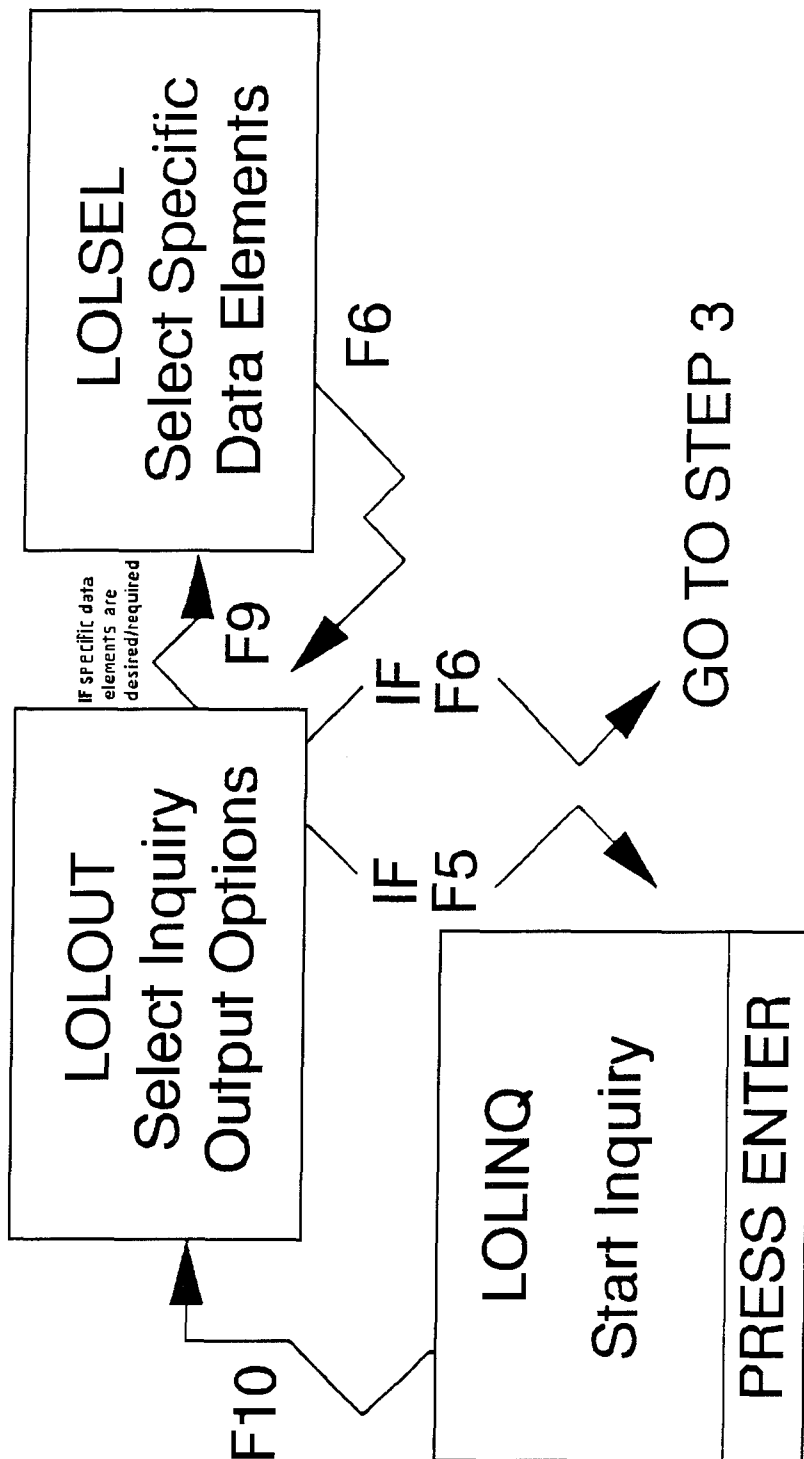 LOLOUT
Select Inquiry
Output Options
IF SPECIFIC data
elements are
desired/required
F9
LOLSEL
Select Specific
Data Elements
F6
F10
IF
F5
IF
F6
LOLINQ
Start Inquiry
PRESS ENTER
GO TO STEP 3